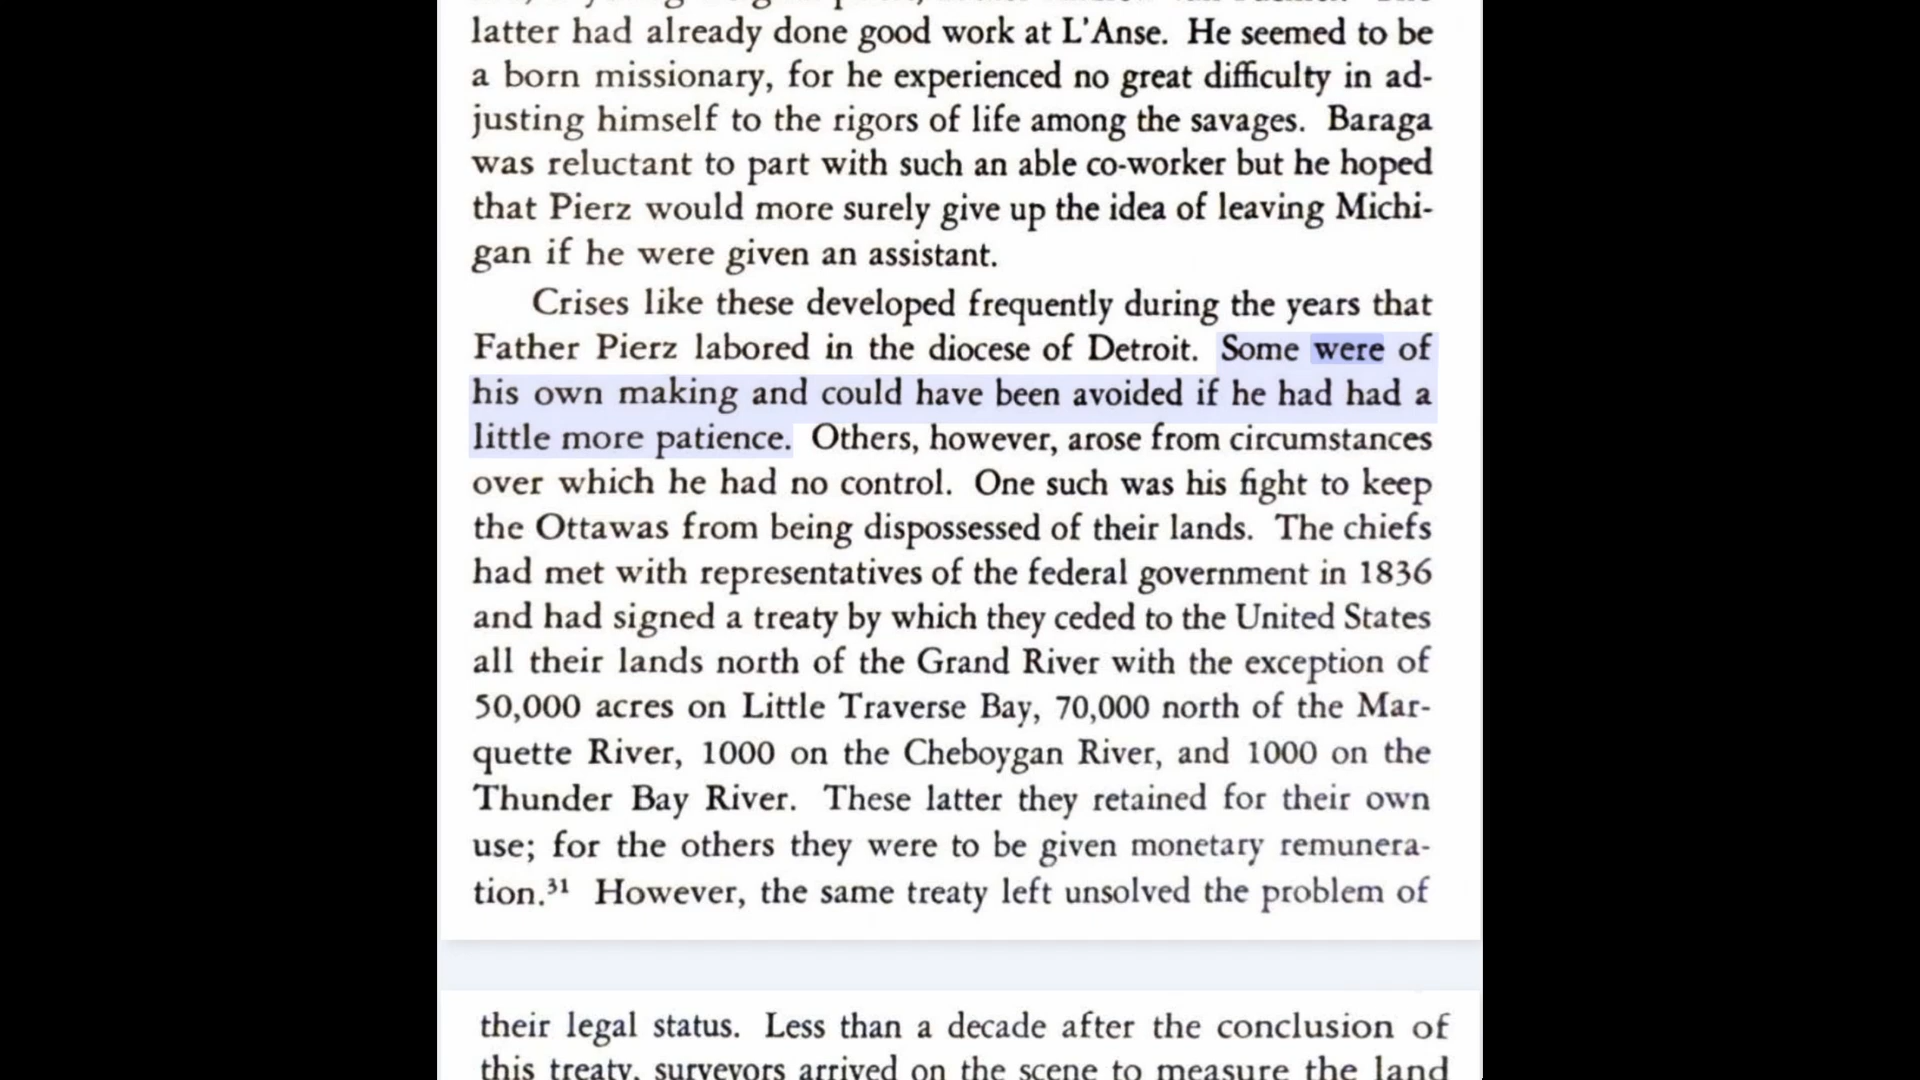 latter had already done good work at L'Anse. He seemed to be
a born missionary, for he experienced no great difficulty in ad-
justing himself to the rigors of life among the savages. Baraga
was reluctant to part with such an able co-worker but he hoped
that Pierz would more surely give up the idea of leaving Michi-
gan if he were given an assistant.
Crises like these developed frequently during the years that
Father Pierz labored in the diocese of Detroit. Some were of
his own making and could have been avoided if he had had a
little more patience. Others, however, arose from circumstances
over which he had no control. One such was his fight to keep
the Ottawas from being dispossessed of their lands. The chiefs
had met with representatives of the federal government in 1836
and had signed a treaty by which they ceded to the United States
all their lands north of the Grand River with the exception of
50,000 acres on Little Traverse Bay, 70,000 north of the Mar-
quette River, 1000 on the Cheboygan River, and 1000 on the
Thunder Bay River. These latter they retained for their own
use; for the others they were to be given monetary remunera-
tion.³¹ However, the same treaty left unsolved the problem of
their legal status. Less than a decade after the conclusion of
this treaty, surveyors arrived on the scene to measure the land